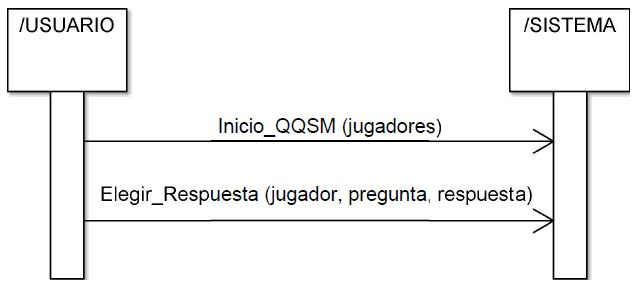 /USUARIO
/SISTEMA
Inicio_QQSM (jugadores)
Elegir_Respuesta (jugador, pregunta, respuesta)